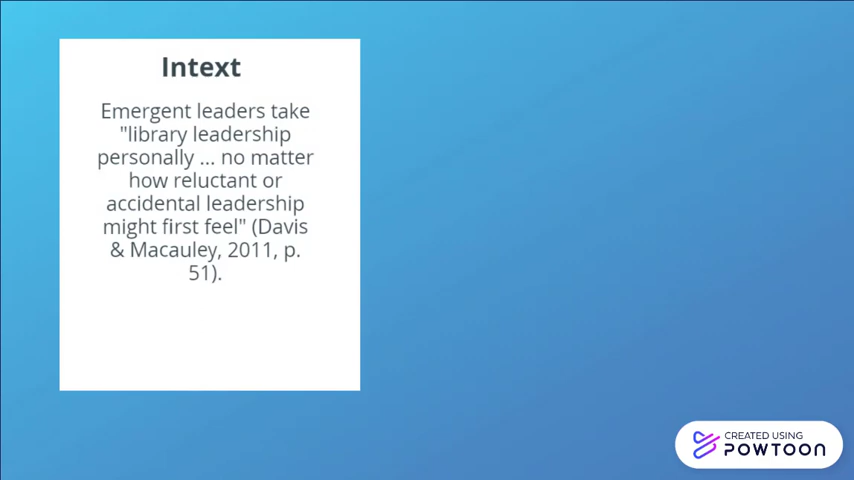 Intext
Emergent leaders take
"library leadership
personally ... no matter
how reluctant or
accidental leadership
might first feel" (Davis
& Macauley, 2011, p.
51).
CREATED USING
POWTOON